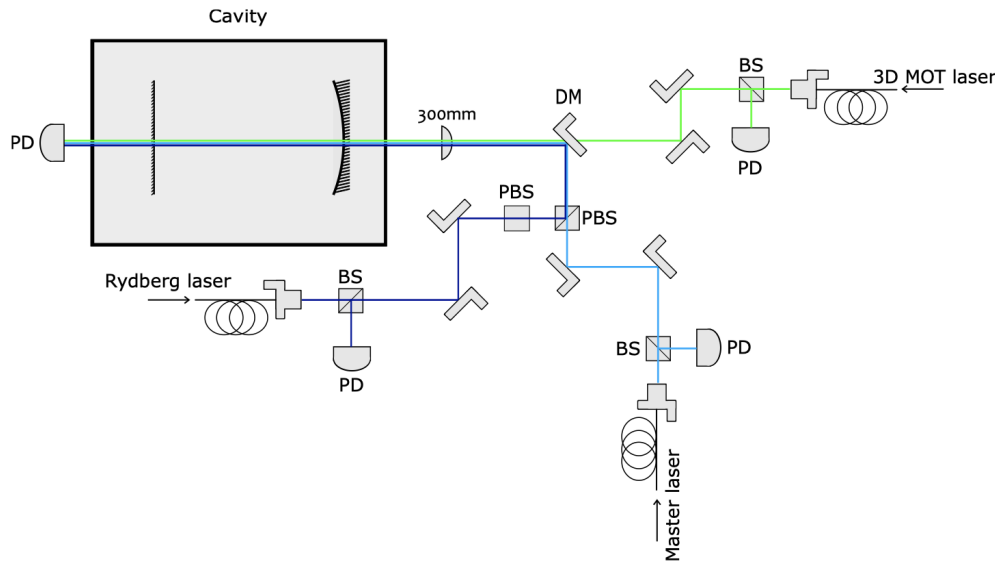 Cavity
BS
3D MOT laser
DM
300mm
PD
PD
PBS
PBS
Rydberg laser
BS
BS
PD
PD
Master laser